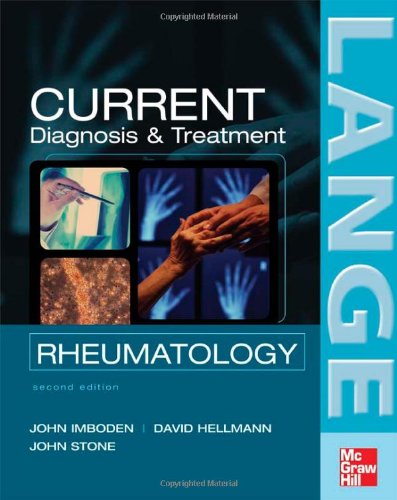 Copyrighted Material
LANGE
CURRENT
Diagnosis & Treatment
RHEUMATOLOGY
second edition
JOHN IMBODEN | DAVID HELLMANN
JOHN STONE
Mc
Graw
Hill
Copyrighted Material